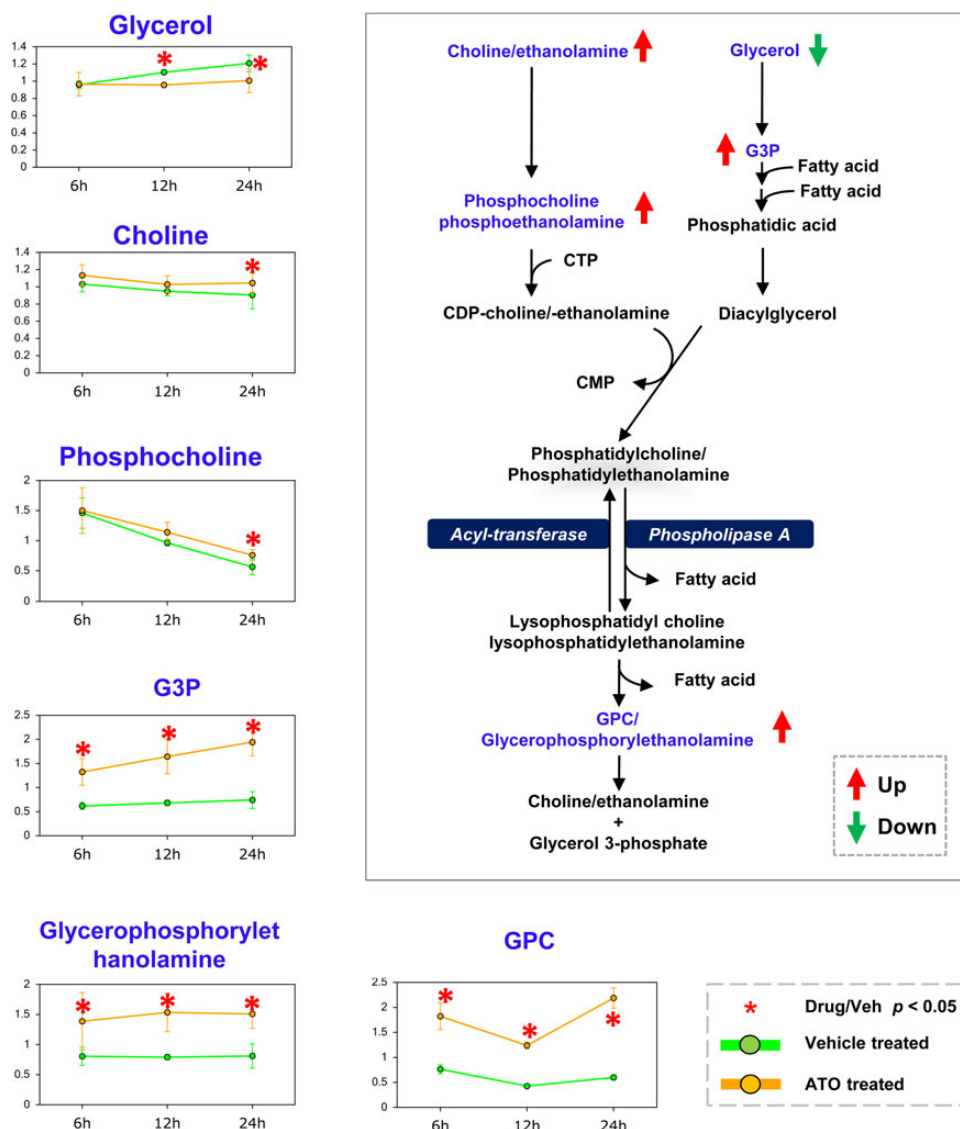 Glycerol
1.4
1.2
1
0.8
0.6
0.4
0.2
0
6h 12h 24h
*
*
Choline
1.4
1.2
1
0.8
0.6
0.4
0.2
0
6h 12h 24h
*
Phosphocholine
2
1.5
1
0.5
0
6h 12h 24h
*
G3P
2.5
2
1.5
1
0.5
0
6h 12h 24h
* * *
Glycerophosphorylet
hanolamine
2
1.5
1
0.5
0
6h 12h 24h
* * *
GPC
2.5
2
1.5
1
0.5
0
6h 12h 24h
* * *
Choline/ethanolamine
Glycerol
G3P
Fatty acid
Fatty acid
Phosphocholine
phosphoethanolamine
Phosphatidic acid
CTP
CDP-choline/-ethanolamine
Diacylglycerol
CMP
Phosphatidylcholine/
Phosphatidylethanolamine
Acyl-transferase
Phospholipase A
Fatty acid
Lysophosphatidyl choline
lysophosphatidylethanolamine
Fatty acid
GPC/
Glycerophosphorylethanolamine
Choline/ethanolamine
+
Glycerol 3-phosphate
Up
Down
* Drug/Veh p < 0.05
Vehicle treated
ATO treated